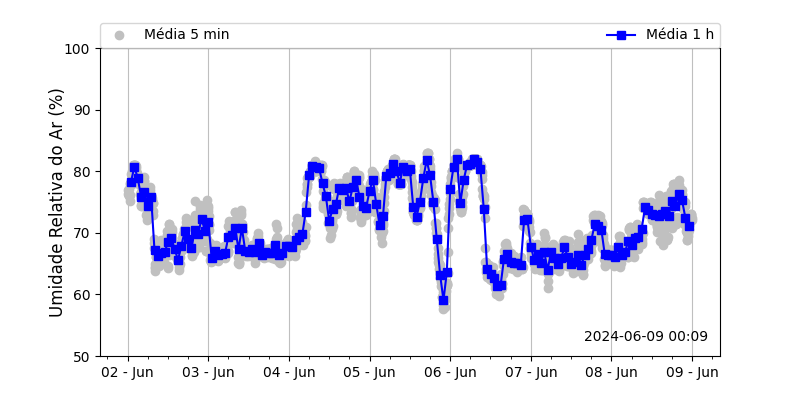 Média 5 min
Média 1 h
100
90
80
70
60
50
Umidade Relativa do Ar (%)
2024-06-09 00:09
02 - Jun
03 - Jun
04 - Jun
05 - Jun
06 - Jun
07 - Jun
08 - Jun
09 - Jun